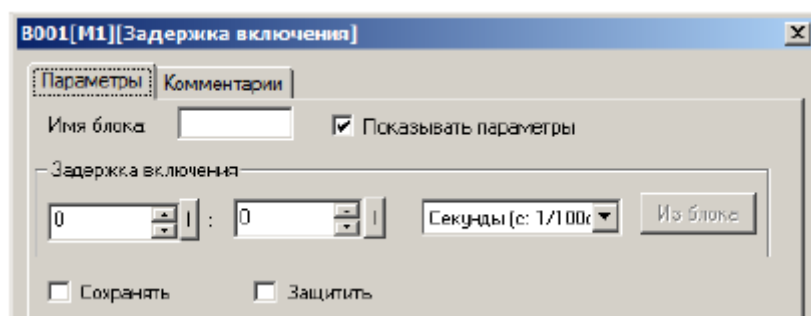 B001[M1][Задержка включения]
Параметры Комментарии
Имя блока Показывать параметры
Задержка включения
0 : 0 Секунды (с: 1/100с Из блока
Сохранять Защитить